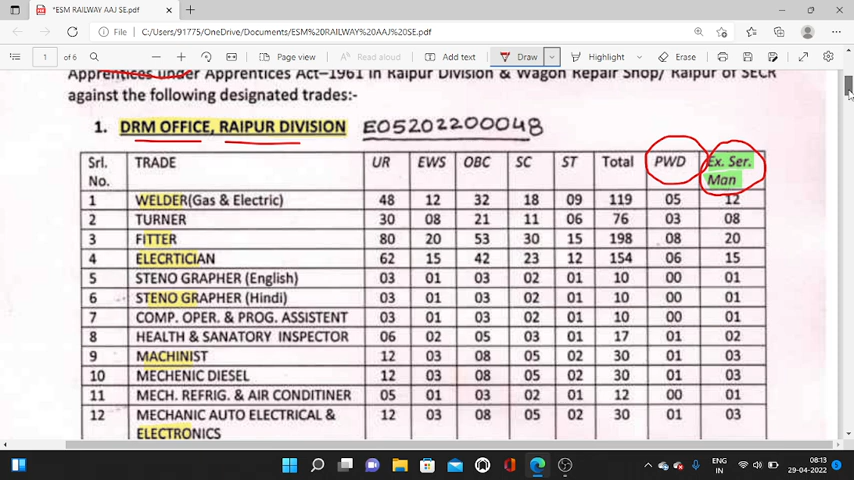 ESM RAILWAY AAJ SE.pdf
File
C:/Users/91775/OneDrive/Documents/ESM%20RAILWAY%20AAJ%20SE.pdf
1 of 6 Page view Read aloud Add text Draw Highlight Erase
Apprentices under Apprentices Act-1961 in Raipur Division & Wagon Repair Shop/ Raipur of SECR
against the following designated trades:-
1. DRM OFFICE, RAIPUR DIVISION E05202200048
Srl. No. TRADE UR EWS OBC SC ST Total PWD Ex. Ser. Man
1 WELDER(Gas & Electric) 48 12 32 18 09 119 05 12
2 TURNER 30 08 21 11 06 76 03 08
3 FITTER 80 20 53 30 15 198 08 20
4 ELECRTICIAN 62 15 42 23 12 154 06 15
5 STENO GRAPHER (English) 03 01 03 02 01 10 00 01
6 STENO GRAPHER (Hindi) 03 01 03 02 01 10 00 01
7 COMP. OPER. & PROG. ASSISTENT 03 01 03 02 01 10 00 01
8 HEALTH & SANATORY INSPECTOR 06 02 05 03 01 17 01 02
9 MACHINIST 12 03 08 05 02 30 01 03
10 MECHENIC DIESEL 12 03 08 05 02 30 01 03
11 MECH. REFRIG. & AIR CONDITINER 05 01 03 02 01 12 00 01
12 MECHANIC AUTO ELECTRICAL & 12 03 08 05 02 30 01 03
ELECTRONICS
ENG 08:13
IN 29-04-2022